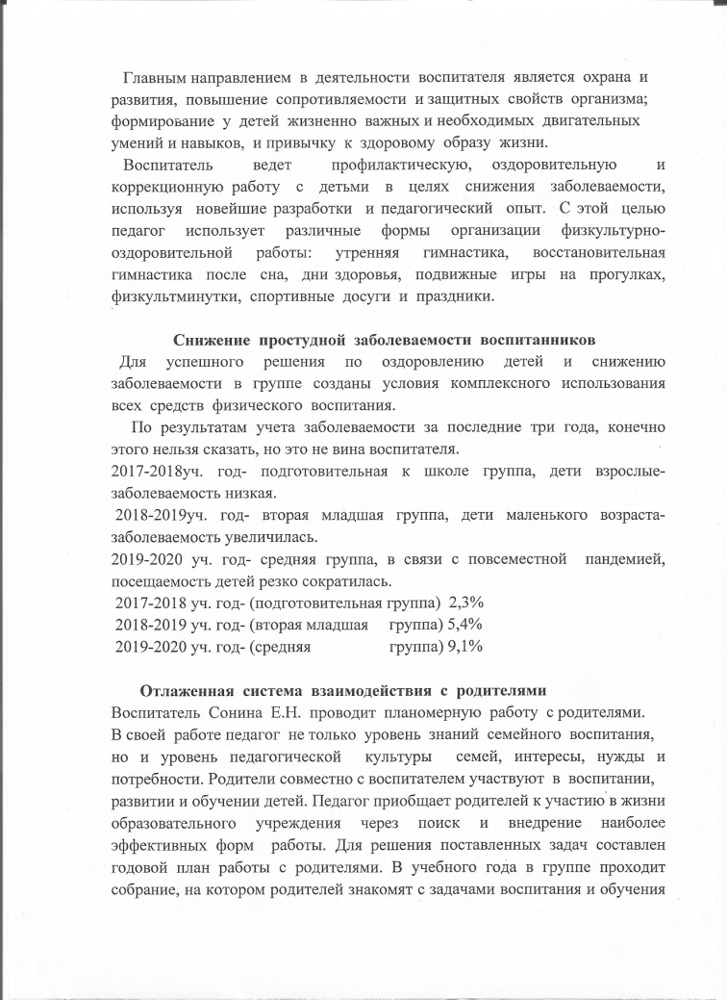 Главным направлением в деятельности воспитателя является охрана и
развития, повышение сопротивляемости и защитных свойств организма;
формирование у детей жизненно важных и необходимых двигательных
умений и навыков, и привычку к здоровому образу жизни.
Воспитатель ведет профилактическую, оздоровительную и
коррекционную работу с детьми в целях снижения заболеваемости,
используя новейшие разработки и педагогический опыт. С этой целью
педагог использует различные формы организации физкультурно-
оздоровительной работы: утренняя гимнастика, восстановительная
гимнастика после сна, дни здоровья, подвижные игры на прогулках,
физкультминутки, спортивные досуги и праздники.
Снижение простудной заболеваемости воспитанников
Для успешного решения по оздоровлению детей и снижению
заболеваемости в группе созданы условия комплексного использования
всех средств физического воспитания.
По результатам учета заболеваемости за последние три года, конечно
этого нельзя сказать, но это не вина воспитателя.
2017-2018уч. год- подготовительная к школе группа, дети взрослые-
заболеваемость низкая.
2018-2019уч. год- вторая младшая группа, дети маленького возраста-
заболеваемость увеличилась.
2019-2020 уч. год- средняя группа, в связи с повсеместной пандемией,
посещаемость детей резко сократилась.
2017-2018 уч. год- (подготовительная группа) 2,3%
2018-2019 уч. год- (вторая младшая группа) 5,4%
2019-2020 уч. год- (средняя группа) 9,1%
Отлаженная система взаимодействия с родителями
Воспитатель Сонина Е.Н. проводит планомерную работу с родителями.
В своей работе педагог не только уровень знаний семейного воспитания,
но и уровень педагогической культуры семей, интересы, нужды и
потребности. Родители совместно с воспитателем участвуют в воспитании,
развитии и обучении детей. Педагог приобщает родителей к участию в жизни
образовательного учреждения через поиск и внедрение наиболее
эффективных форм работы. Для решения поставленных задач составлен
годовой план работы с родителями. В учебного года в группе проходит
собрание, на котором родителей знакомят с задачами воспитания и обучения